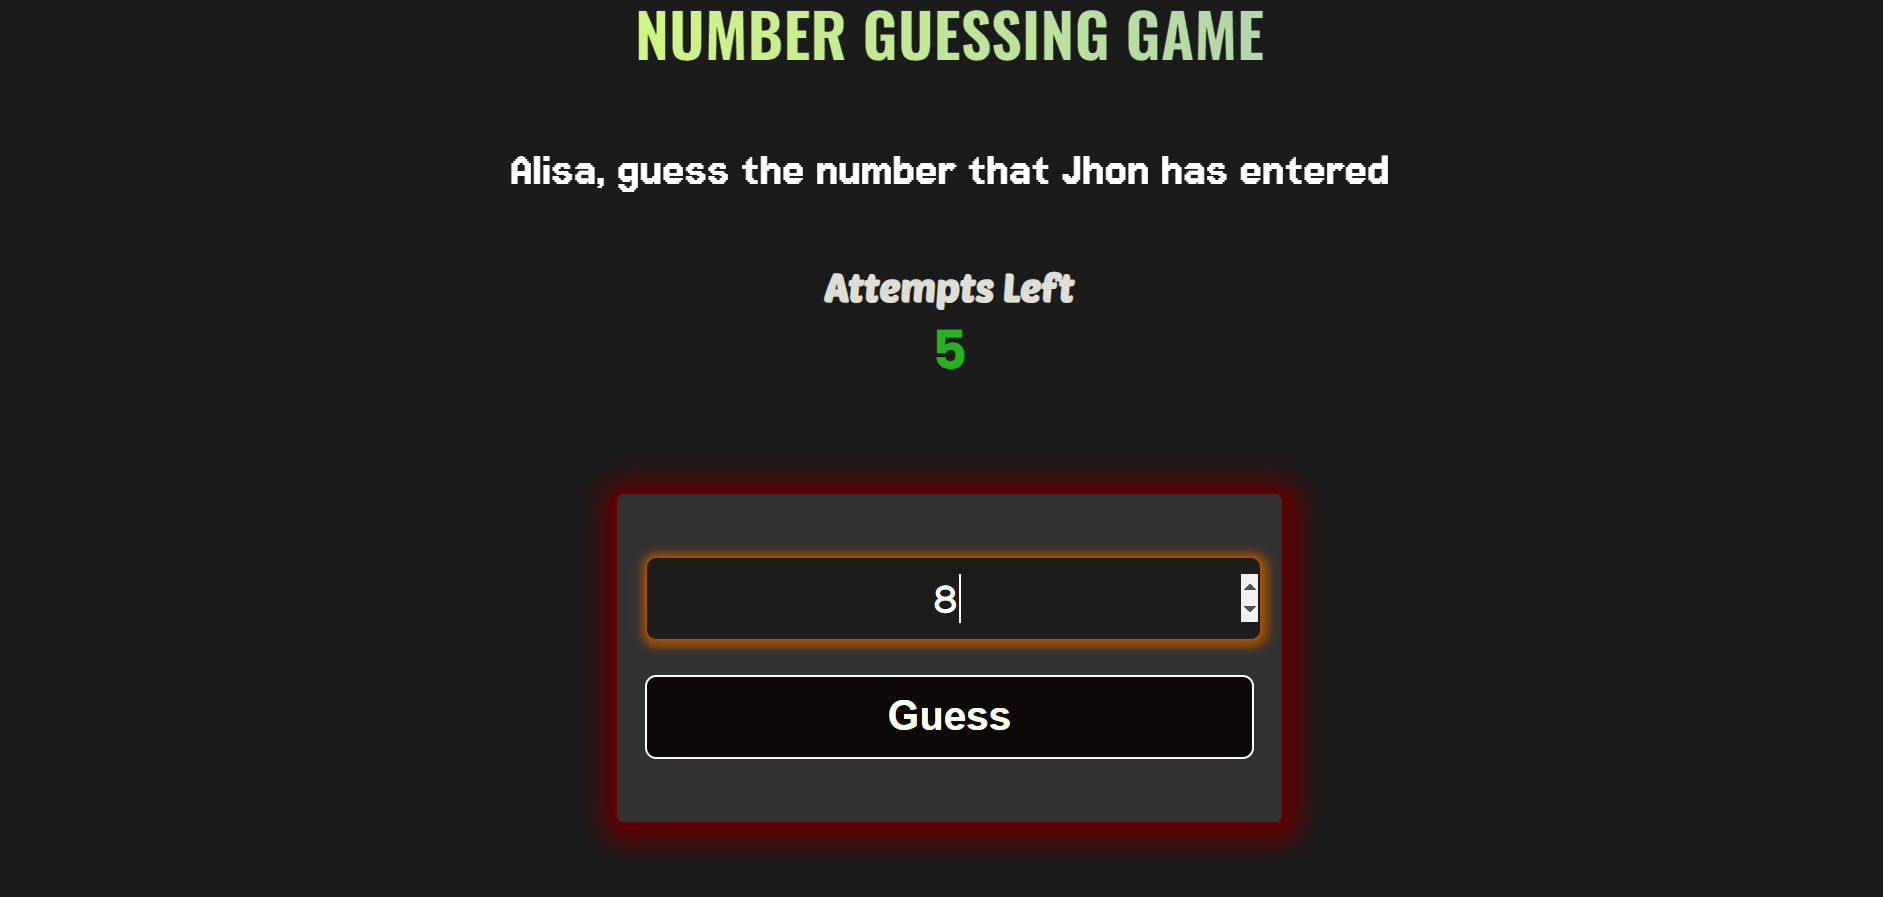 NUMBER GUESSING GAME
Alisa, guess the number that Jhon has entered
Attempts Left
5
8
Guess